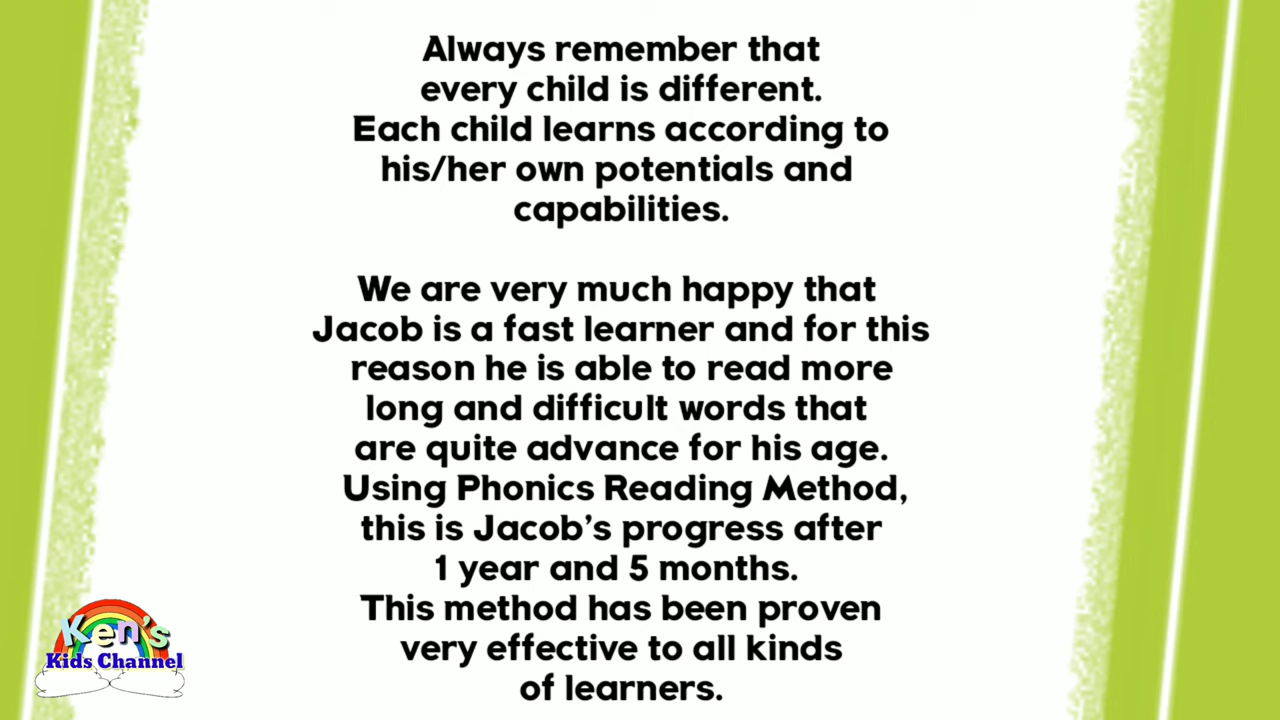 Always remember that
every child is different.
Each child learns according to
his/her own potentials and
capabilities.
We are very much happy that
Jacob is a fast learner and for this
reason he is able to read more
long and difficult words that
are quite advance for his age.
Using Phonics Reading Method,
this is Jacob's progress after
1 year and 5 months.
This method has been proven
very effective to all kinds
of learners.
Ken's
Kids Channel